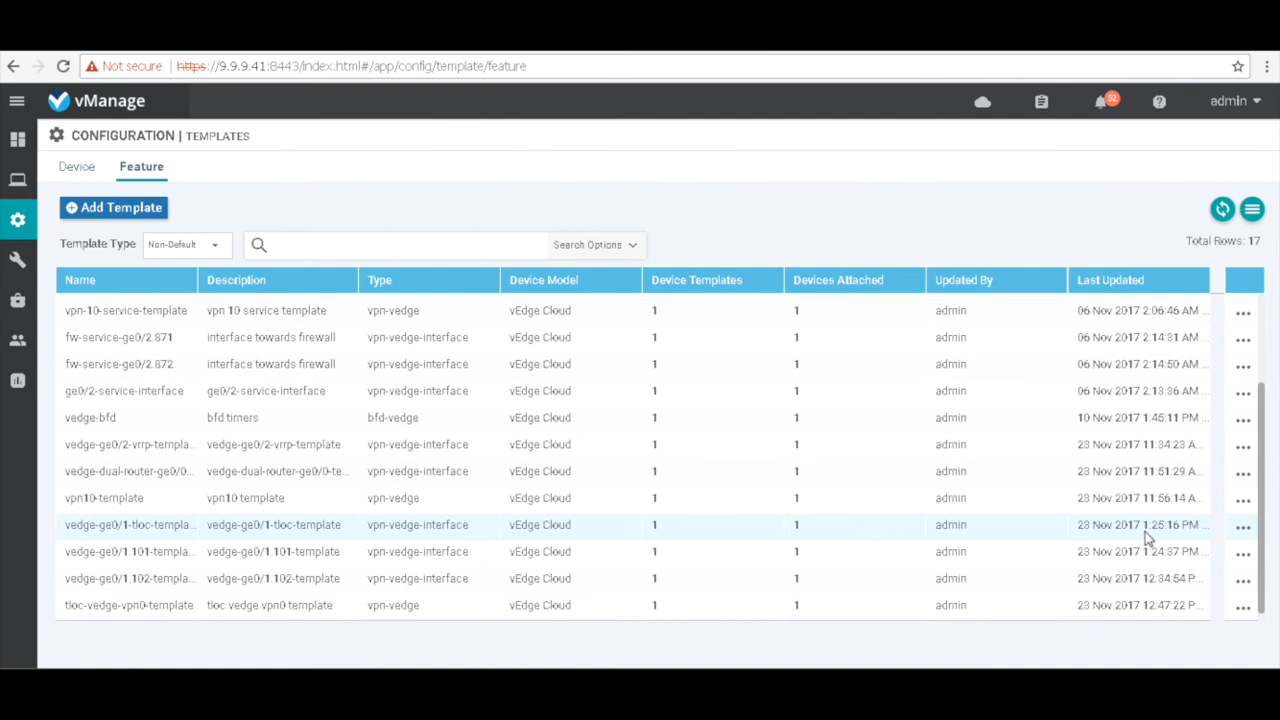 Not secure | https://9.9.9.41:8443/index.html#/app/config/template/feature
vManage
52
admin
CONFIGURATION | TEMPLATES
Device Feature
Add Template
Template Type Non-Default Search Options Total Rows: 17
Name Description Type Device Model Device Templates Devices Attached Updated By Last Updated
vpn-10-service-template vpn 10 service template vpn-vedge vEdge Cloud 1 1 admin 06 Nov 2017 2:06:46 AM ...
fw-service-ge0/2.871 interface towards firewall vpn-vedge-interface vEdge Cloud 1 1 admin 06 Nov 2017 2:14:31 AM ...
fw-service-ge0/2.872 interface towards firewall vpn-vedge-interface vEdge Cloud 1 1 admin 06 Nov 2017 2:14:50 AM ...
ge0/2-service-interface ge0/2-service-interface vpn-vedge-interface vEdge Cloud 1 1 admin 06 Nov 2017 2:13:36 AM ...
vedge-bfd bfd timers bfd-vedge vEdge Cloud 1 1 admin 10 Nov 2017 1:45:11 PM ...
vedge-ge0/2-vrrp-templa... vedge-ge0/2-vrrp-template vpn-vedge-interface vEdge Cloud 1 1 admin 23 Nov 2017 11:34:23 A...
vedge-dual-router-ge0/0... vedge-dual-router-ge0/0-te... vpn-vedge-interface vEdge Cloud 1 1 admin 23 Nov 2017 11:51:29 A...
vpn10-template vpn10 template vpn-vedge vEdge Cloud 1 1 admin 23 Nov 2017 11:56:14 A...
vedge-ge0/1-tloc-templa... vedge-ge0/1-tloc-template vpn-vedge-interface vEdge Cloud 1 1 admin 23 Nov 2017 1:25:16 PM ...
vedge-ge0/1.101-templa... vedge-ge0/1.101-template vpn-vedge-interface vEdge Cloud 1 1 admin 23 Nov 2017 1:24:37 PM ...
vedge-ge0/1.102-templa... vedge-ge0/1.102-template vpn-vedge-interface vEdge Cloud 1 1 admin 23 Nov 2017 12:34:54 P...
tloc-vedge-vpn0-template tloc vedge vpn0 template vpn-vedge vEdge Cloud 1 1 admin 23 Nov 2017 12:47:22 P...